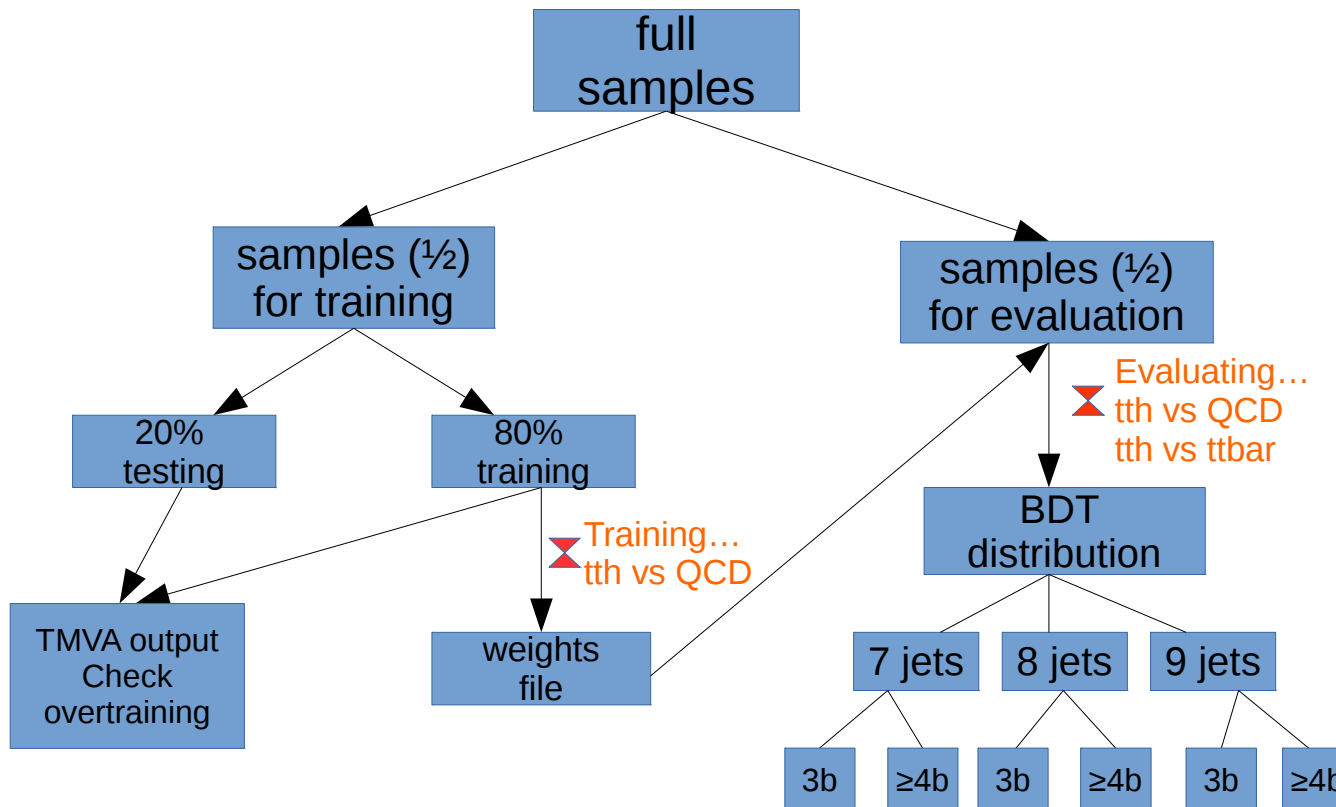 full
samples
samples (½)
for training
samples (½)
for evaluation
Evaluating…
tth vs QCD
tth vs ttbar
20%
testing
80%
training
Training…
tth vs QCD
BDT
distribution
TMVA output
Check
overtraining
weights
file
7 jets
8 jets
9 jets
3b
≥4b
3b
≥4b
3b
≥4b